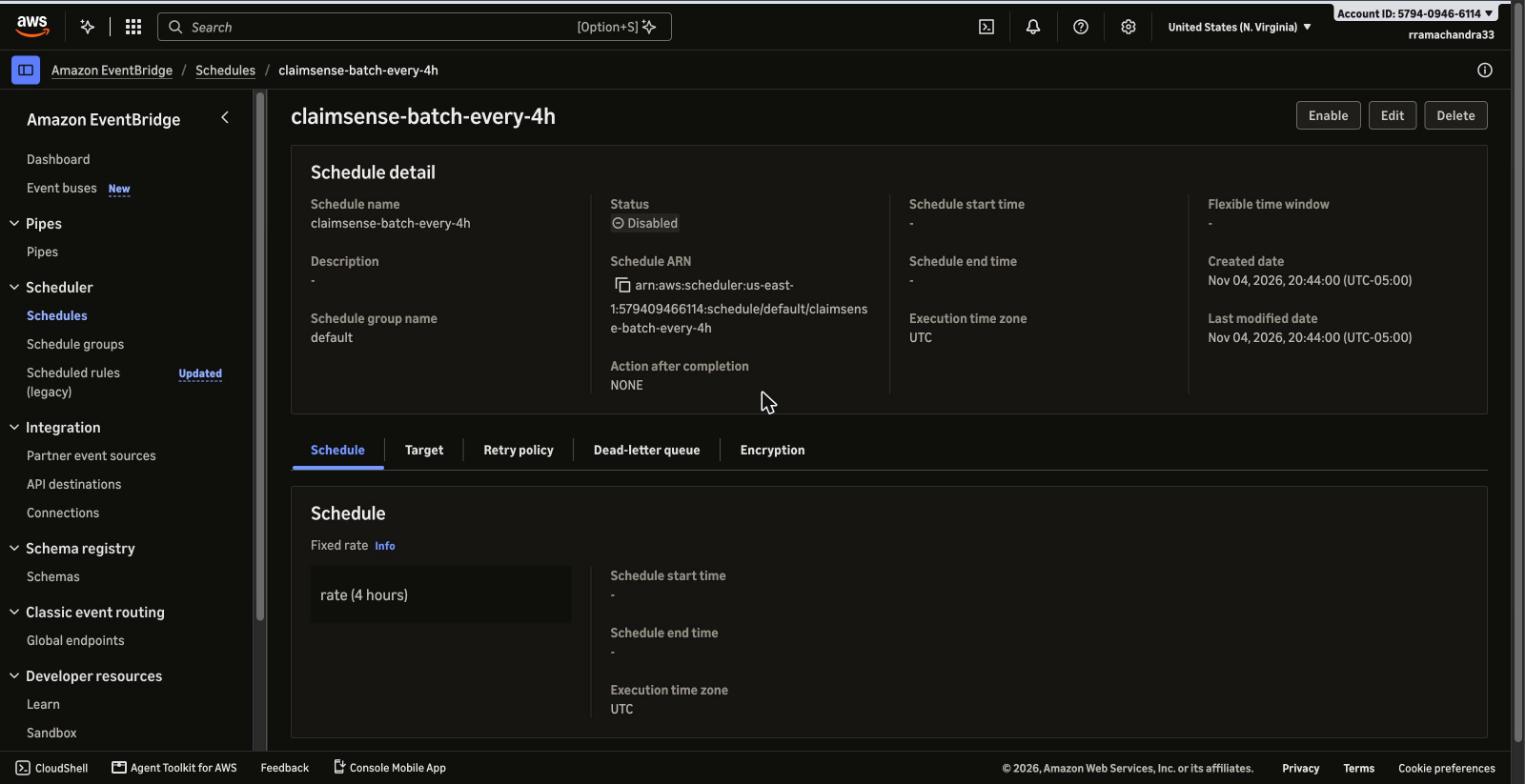 aws
Search
[Option+S]
United States (N. Virginia)
Account ID: 5794-0946-6114
rramachandra33
Amazon EventBridge / Schedules / claimsense-batch-every-4h
Amazon EventBridge
Dashboard
Event buses New
Pipes
Pipes
Scheduler
Schedules
Schedule groups
Scheduled rules
(legacy)
Updated
Integration
Partner event sources
API destinations
Connections
Schema registry
Schemas
Classic event routing
Global endpoints
Developer resources
Learn
Sandbox
claimsense-batch-every-4h
Enable
Edit
Delete
Schedule detail
Schedule name
claimsense-batch-every-4h
Description
-
Schedule group name
default
Status
Disabled
Schedule ARN
arn:aws:scheduler:us-east-
1:579409466114:schedule/default/claimsens
e-batch-every-4h
Action after completion
NONE
Schedule start time
-
Schedule end time
-
Execution time zone
UTC
Flexible time window
-
Created date
Nov 04, 2026, 20:44:00 (UTC-05:00)
Last modified date
Nov 04, 2026, 20:44:00 (UTC-05:00)
Schedule
Target
Retry policy
Dead-letter queue
Encryption
Schedule
Fixed rate Info
rate (4 hours)
Schedule start time
-
Schedule end time
-
Execution time zone
UTC
CloudShell
Agent Toolkit for AWS
Feedback
Console Mobile App
© 2026, Amazon Web Services, Inc. or its affiliates.
Privacy
Terms
Cookie preferences